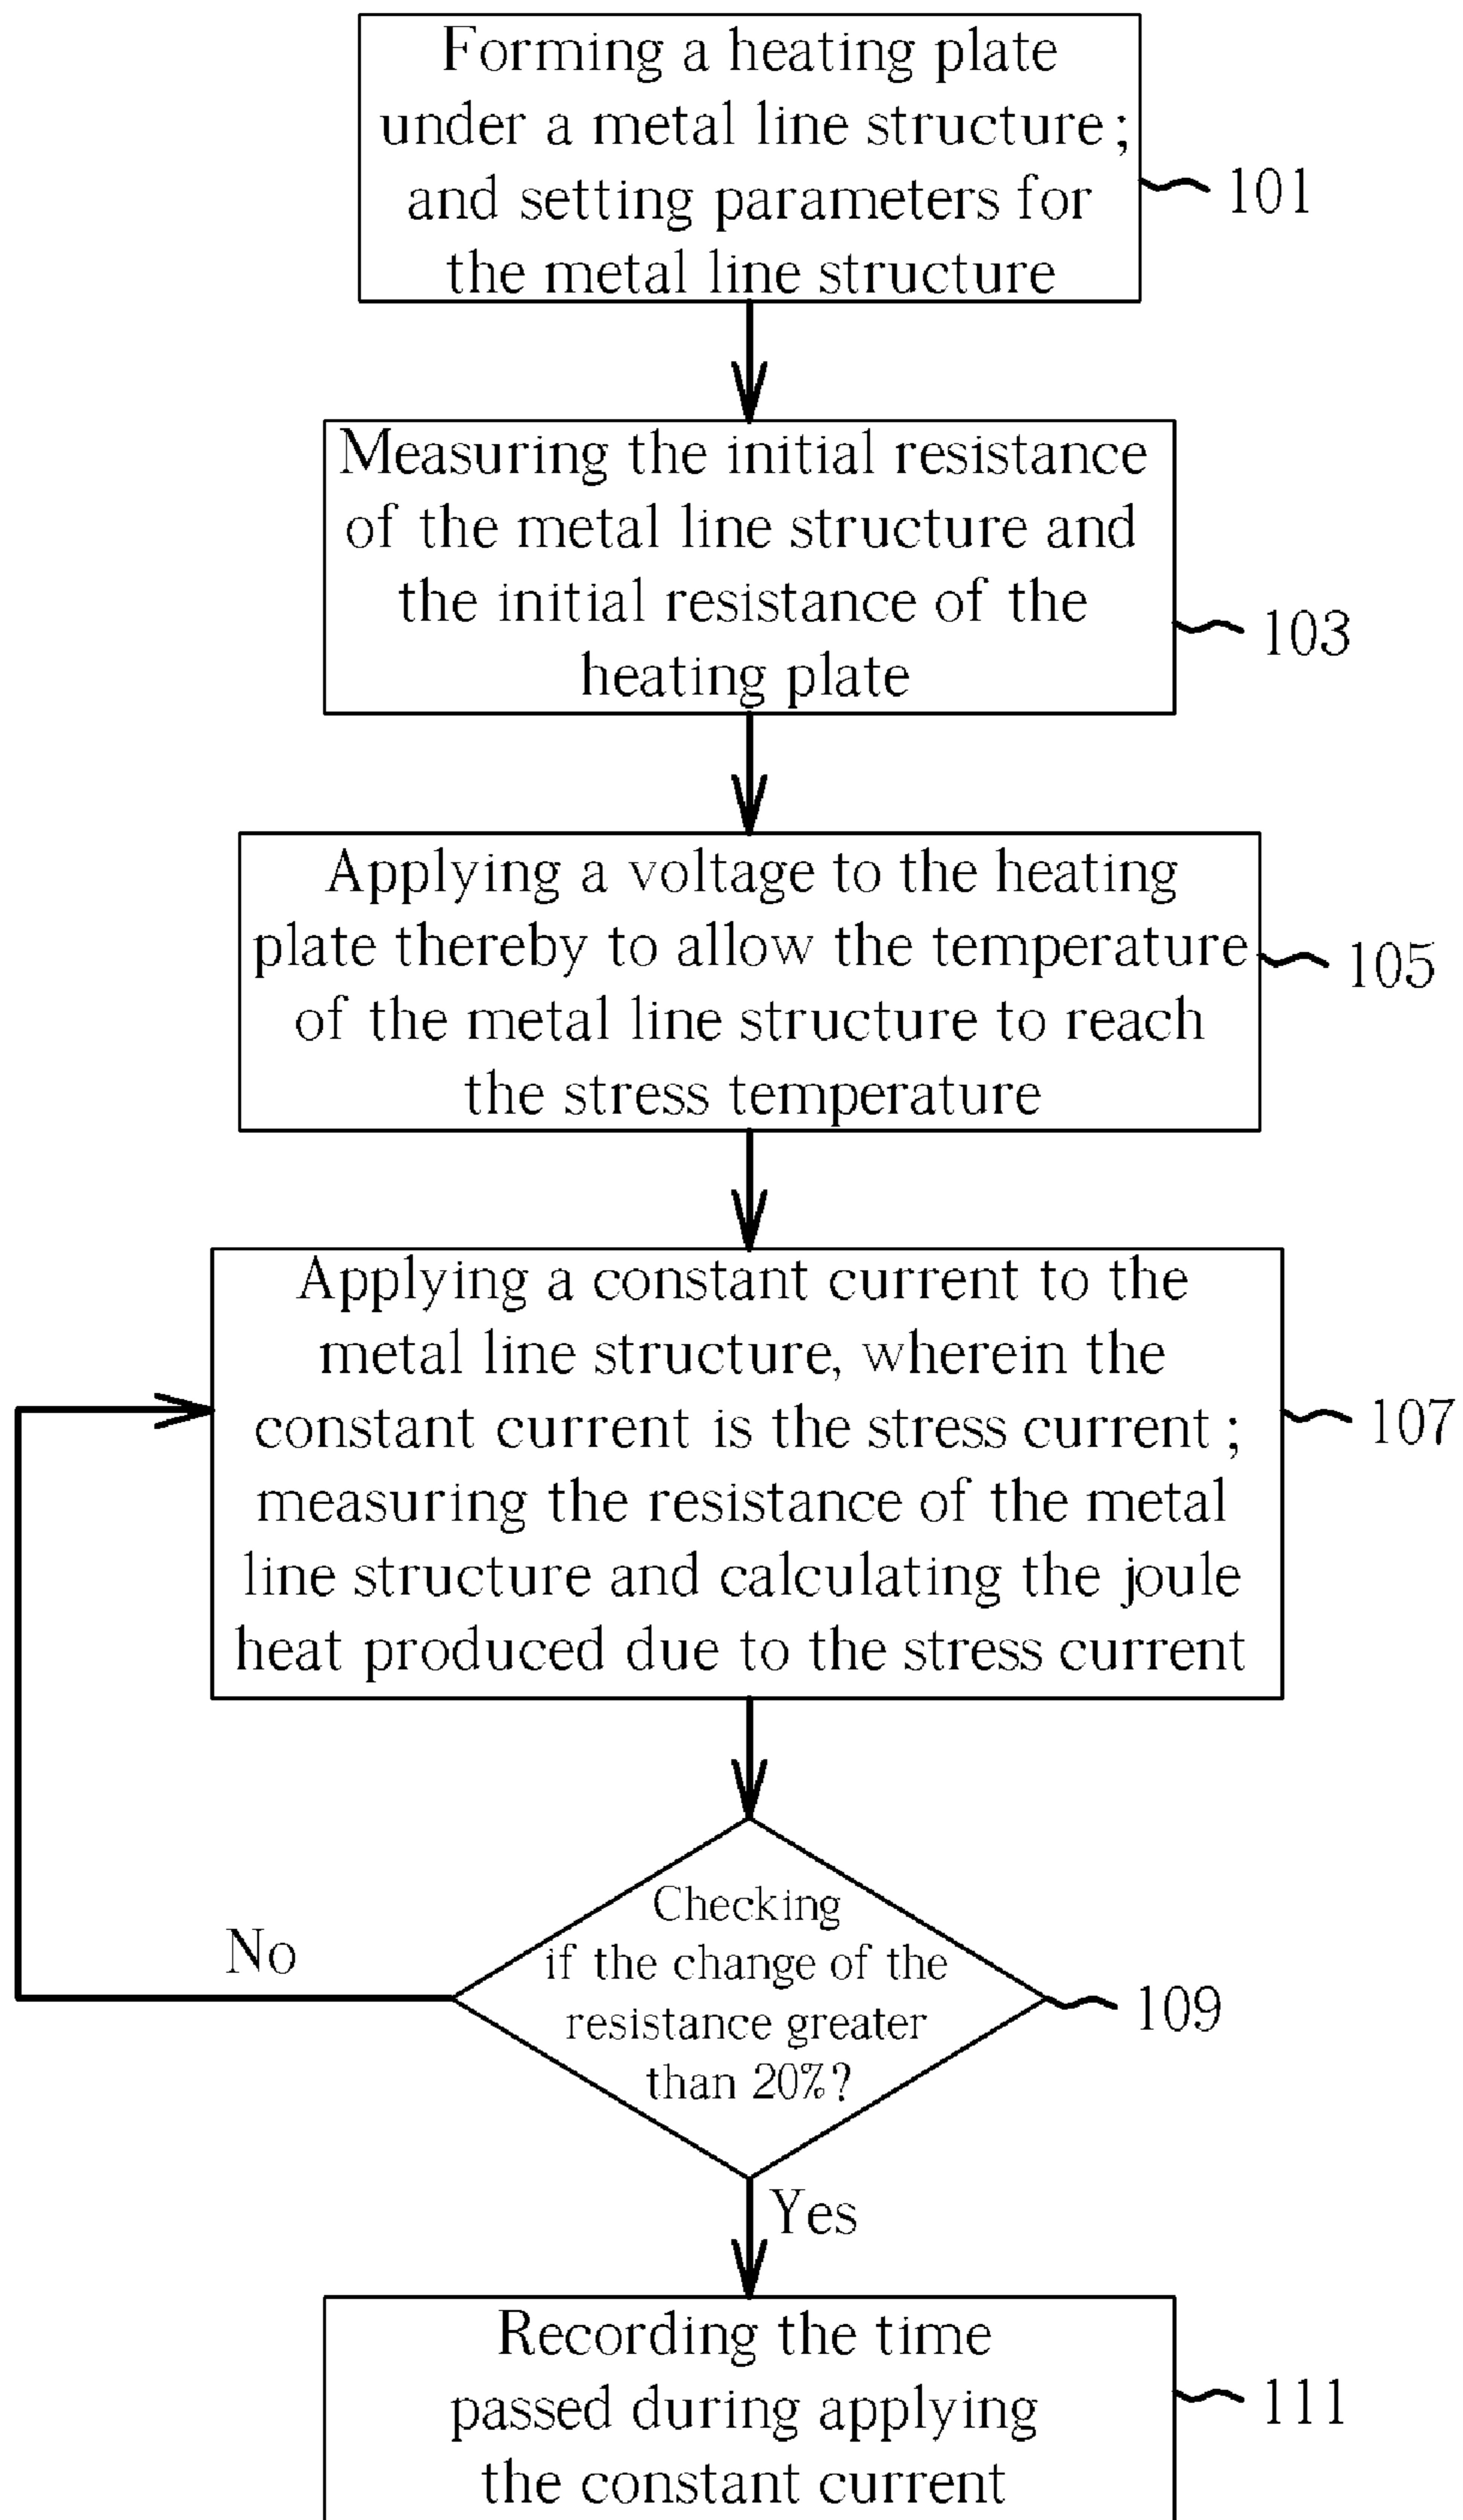 Forming a heating plate
under a metal line structure;
and setting parameters for
the metal line structure
101
Measuring the initial resistance
of the metal line structure and
the initial resistance of the
heating plate
103
Applying a voltage to the heating
plate thereby to allow the temperature
of the metal line structure to reach
the stress temperature
105
Applying a constant current to the
metal line structure, wherein the
constant current is the stress current;
measuring the resistance of the metal
line structure and calculating the joule
heat produced due to the stress current
107
Checking
if the change of the
resistance greater
than 20%?
109
No
Yes
Recording the time
passed during applying
the constant current
111